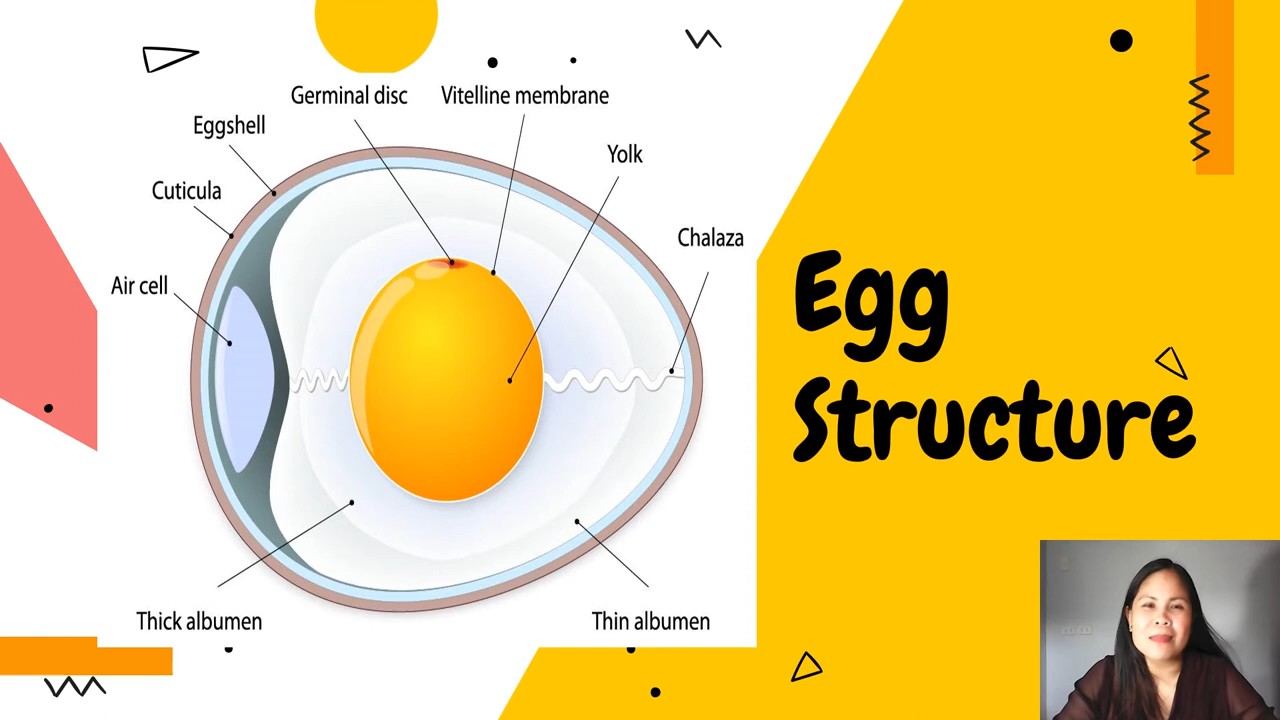 Germinal disc
Vitelline membrane
Eggshell
Yolk
Cuticula
Chalaza
Air cell
Egg
Structure
Thick albumen
Thin albumen